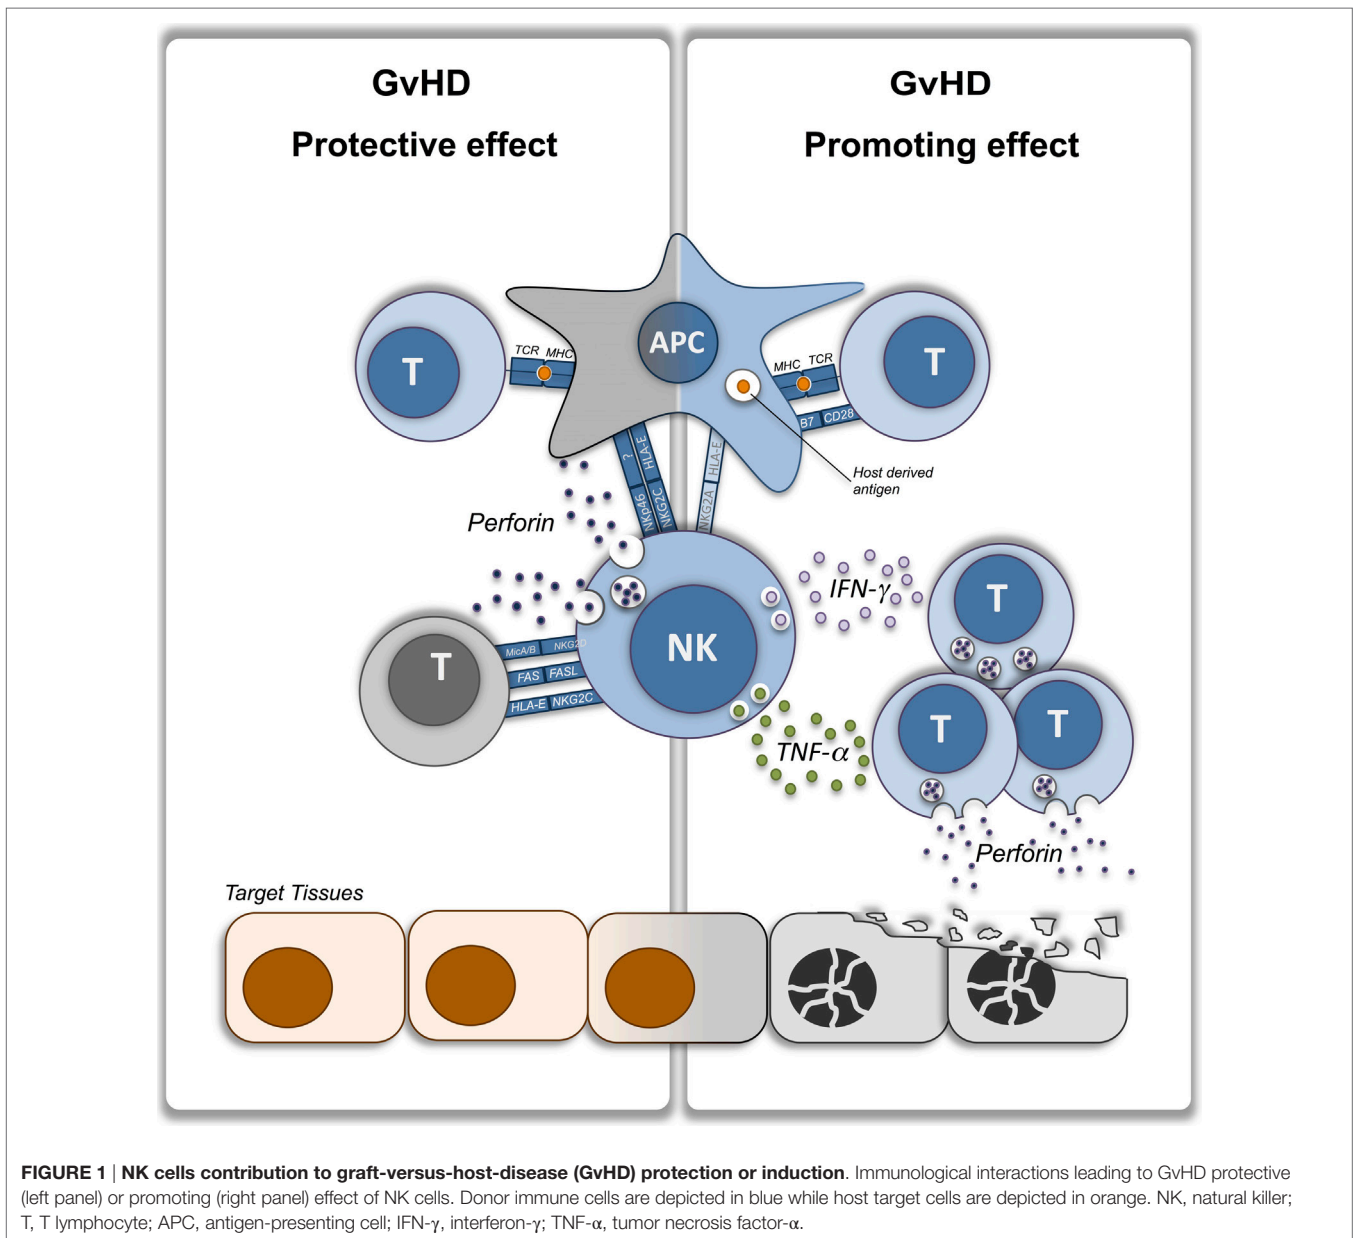 GvHD
Protective effect
GvHD
Promoting effect
APC
T
TCR
MHC
MHC
TCR
T
B7
CD28
Host derived
antigen
?
HLA-E
NKp46
NKG2C
HLA-E
NKG2A
Perforin
IFN-γ
T
NK
T
MicA/B
NKG2D
FAS
FASL
HLA-E
NKG2C
TNF-α
T
T
Perforin
Target Tissues
FIGURE 1 | NK cells contribution to graft-versus-host-disease (GvHD) protection or induction. Immunological interactions leading to GvHD protective
(left panel) or promoting (right panel) effect of NK cells. Donor immune cells are depicted in blue while host target cells are depicted in orange. NK, natural killer;
T, T lymphocyte; APC, antigen-presenting cell; IFN-γ, interferon-γ; TNF-α, tumor necrosis factor-α.